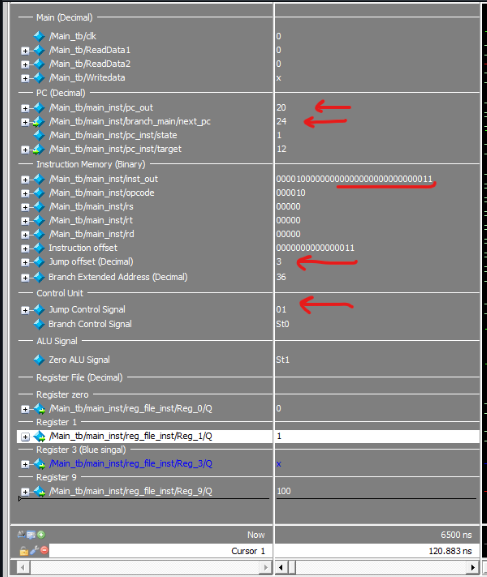 Main (Decimal)
/Main_tb/clk 0
/Main_tb/ReadData1 0
/Main_tb/ReadData2 0
/Main_tb/Writedata x
PC (Decimal)
/Main_tb/main_inst/pc_out 20
/Main_tb/main_inst/branch_main/next_pc 24
/Main_tb/main_inst/pc_inst/state 1
/Main_tb/main_inst/pc_inst/target 12
Instruction Memory (Binary)
/Main_tb/main_inst/inst_out 00001000000000000000000000000011
/Main_tb/main_inst/opcode 000010
/Main_tb/main_inst/rs 00000
/Main_tb/main_inst/rt 00000
/Main_tb/main_inst/rd 00000
Instruction offset 0000000000000011
Jump offset (Decimal) 3
Branch Extended Address (Decimal) 36
Control Unit
Jump Control Signal 01
Branch Control Signal St0
ALU Signal
Zero ALU Signal St1
Register File (Decimal)
Register zero
/Main_tb/main_inst/reg_file_inst/Reg_0/Q 0
Register 1
/Main_tb/main_inst/reg_file_inst/Reg_1/Q 1
Register 3 (Blue singal)
/Main_tb/main_inst/reg_file_inst/Reg_3/Q x
Register 9
/Main_tb/main_inst/reg_file_inst/Reg_9/Q 100
Now 6500 ns
Cursor 1 120.883 ns